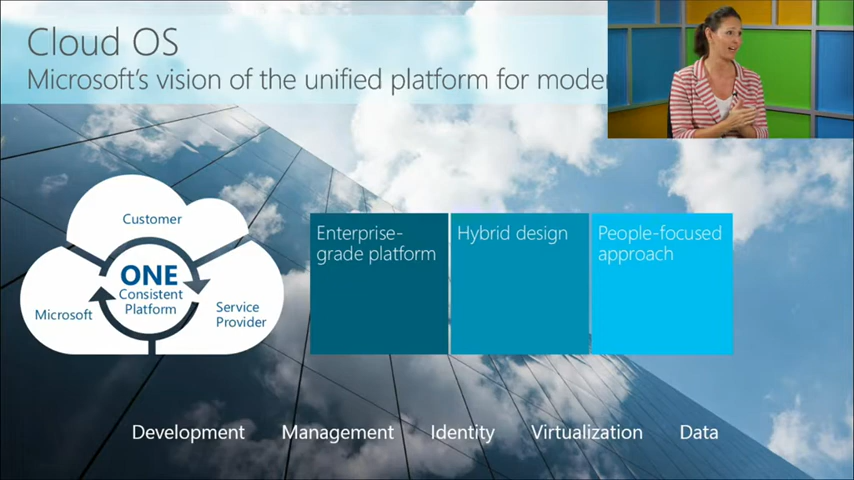 Cloud OS
Microsoft's vision of the unified platform for
Customer
ONE
Consistent
Platform
Microsoft
Service
Provider
Enterprise-
grade platform
Hybrid design
People-focused
approach
Development Management Identity Virtualization Data